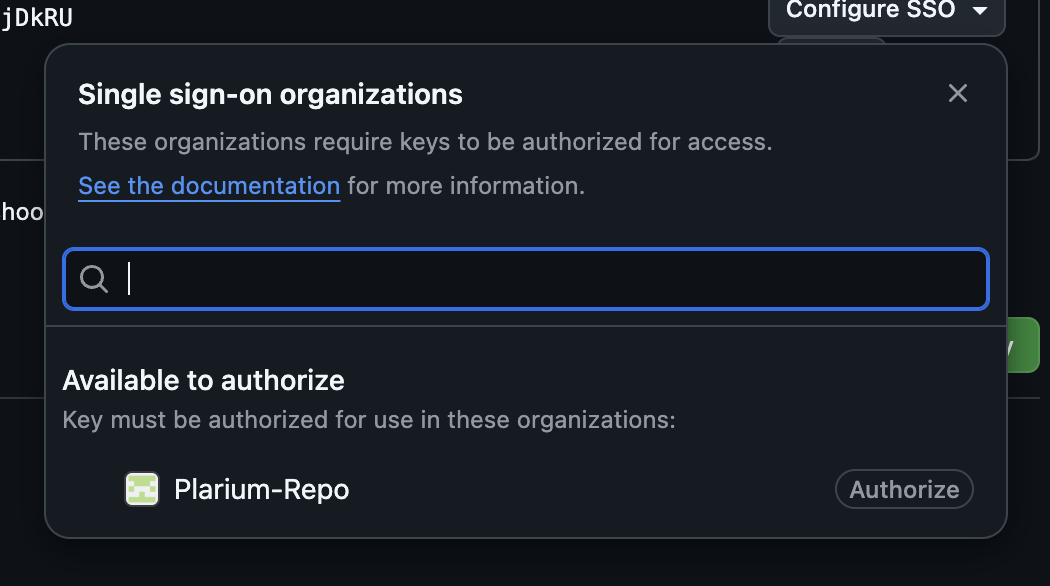 jDkRU
Configure SSO
Single sign-on organizations
These organizations require keys to be authorized for access.
See the documentation for more information.
hoo
Available to authorize
Key must be authorized for use in these organizations:
Plarium-Repo
Authorize